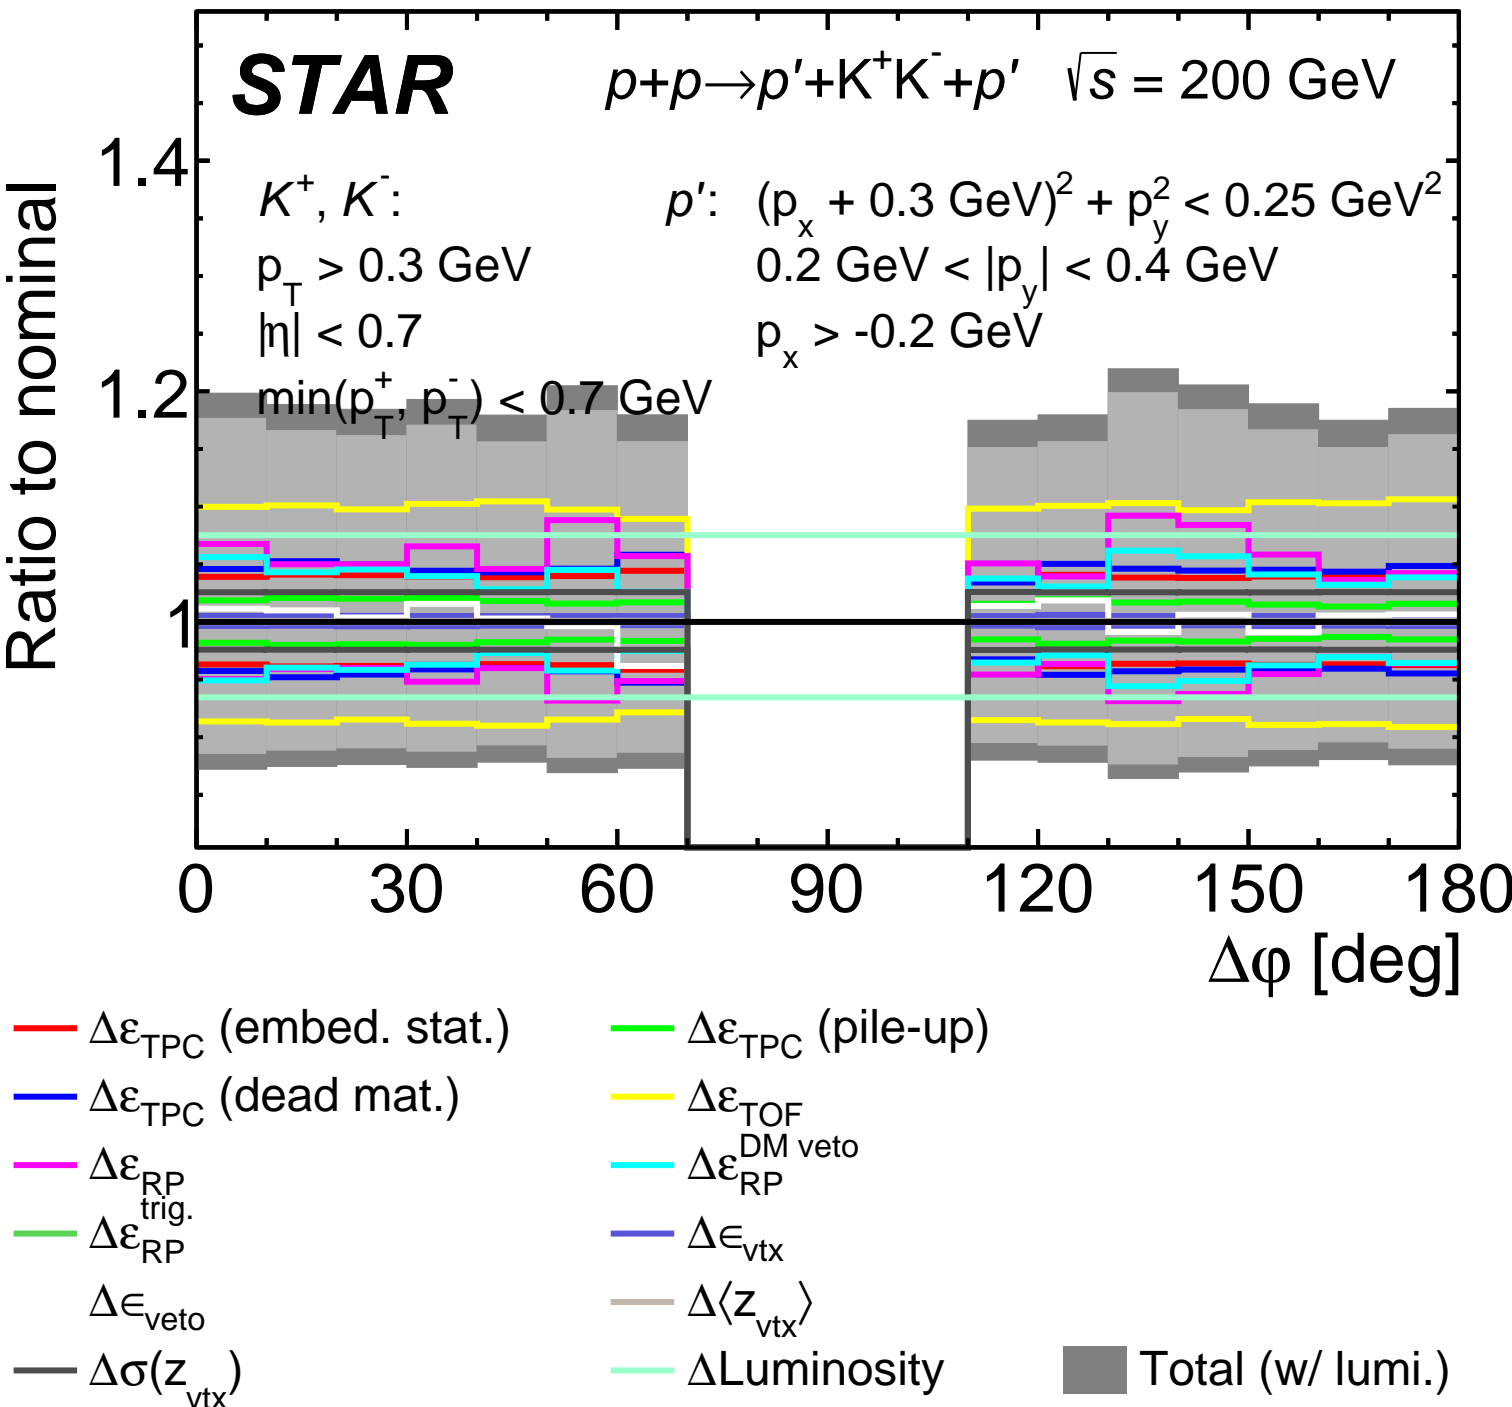 STAR p+p→p′+K⁺K⁻+p′ √s = 200 GeV
K⁺, K⁻: p′: (pₓ + 0.3 GeV)² + p_y² < 0.25 GeV²
p_T > 0.3 GeV 0.2 GeV < |p_y| < 0.4 GeV
|η| < 0.7 pₓ > -0.2 GeV
min(p_T⁺, p_T⁻) < 0.7 GeV
Ratio to nominal
1.4
1.2
1
0 30 60 90 120 150 180
Δφ [deg]
Δε_TPC (embed. stat.) Δε_TPC (pile-up)
Δε_TPC (dead mat.) Δε_TOF
Δε_RP Δε_RP^DM veto
Δε_RP^trig. Δϵ_vtx
Δϵ_veto Δ⟨z_vtx⟩
Δσ(z_vtx) ΔLuminosity Total (w/ lumi.)